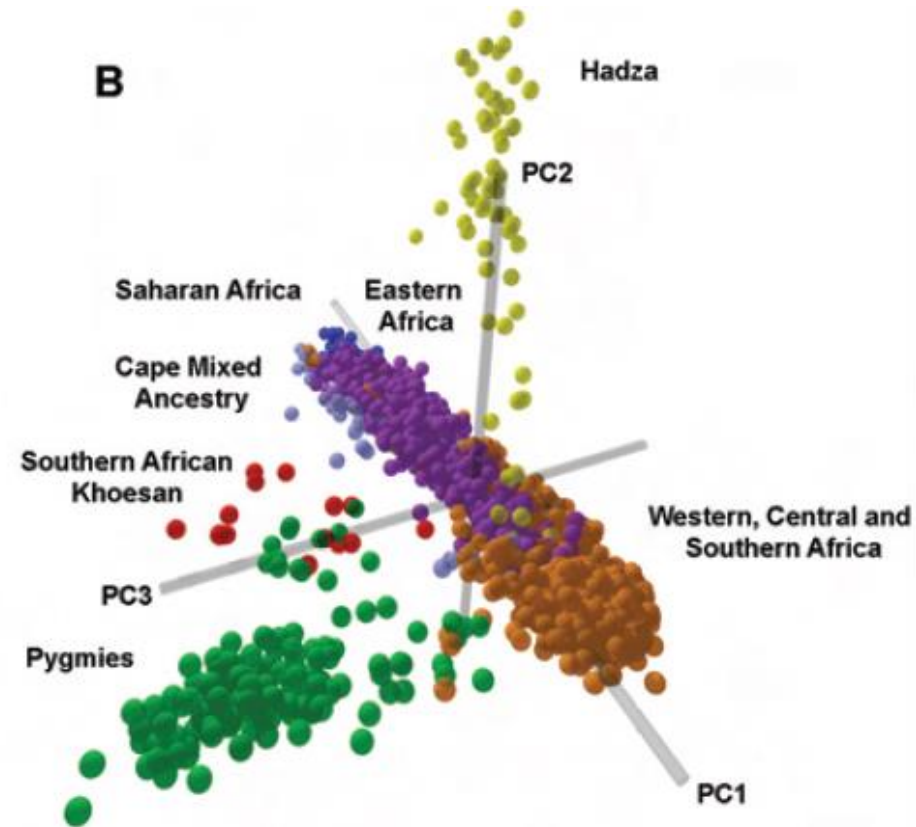 B
Hadza
PC2
Saharan Africa
Eastern
Africa
Cape Mixed
Ancestry
Southern African
Khoesan
Western, Central and
Southern Africa
PC3
Pygmies
PC1